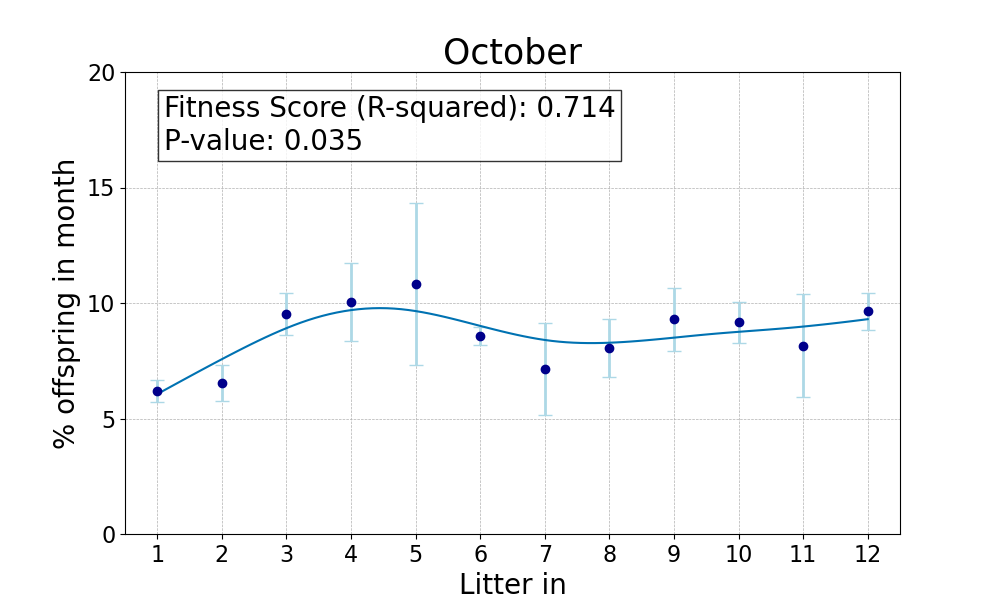 October
Fitness Score (R-squared): 0.714
P-value: 0.035
% offspring in month
20
15
10
5
0
1 2 3 4 5 6 7 8 9 10 11 12
Litter in